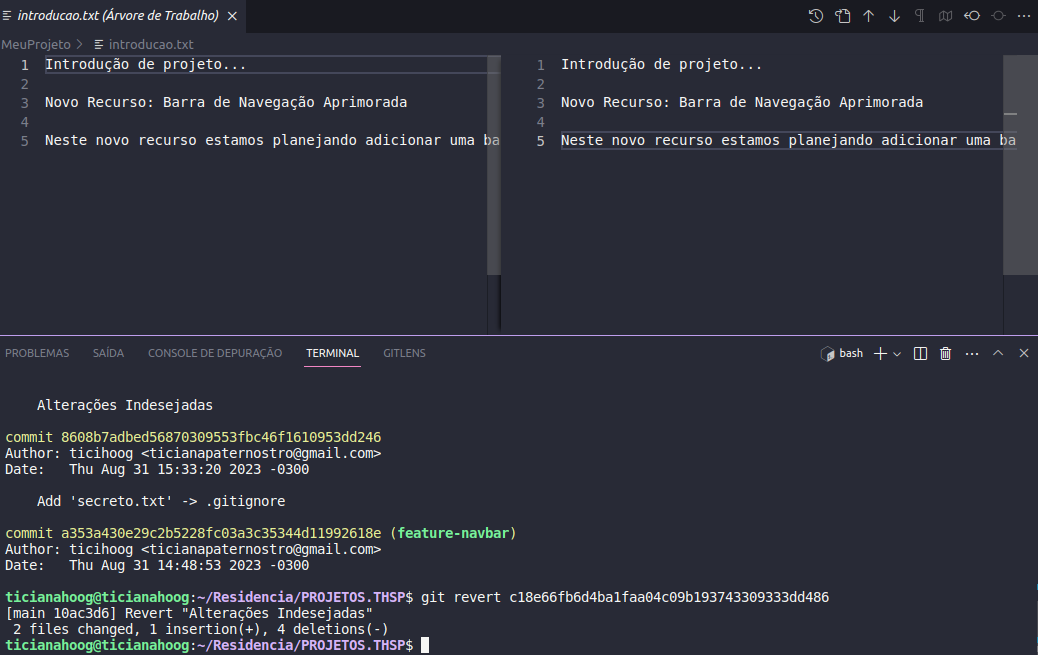 introducao.txt (Árvore de Trabalho)
MeuProjeto > introducao.txt
1 Introdução de projeto...
2
3 Novo Recurso: Barra de Navegação Aprimorada
4
5 Neste novo recurso estamos planejando adicionar uma ba
1 Introdução de projeto...
2
3 Novo Recurso: Barra de Navegação Aprimorada
4
5 Neste novo recurso estamos planejando adicionar uma ba
PROBLEMAS SAÍDA CONSOLE DE DEPURAÇÃO TERMINAL GITLENS bash
Alterações Indesejadas
commit 8608b7adbed56870309553fbc46f1610953dd246
Author: ticihoog <ticianapaternostro@gmail.com>
Date: Thu Aug 31 15:33:20 2023 -0300
Add 'secreto.txt' -> .gitignore
commit a353a430e29c2b5228fc03a3c35344d11992618e (feature-navbar)
Author: ticihoog <ticianapaternostro@gmail.com>
Date: Thu Aug 31 14:48:53 2023 -0300
ticianahoog@ticianahoog:~/Residencia/PROJETOS.THSP$ git revert c18e66fb6d4ba1faa04c09b193743309333dd486
[main 10ac3d6] Revert "Alterações Indesejadas"
2 files changed, 1 insertion(+), 4 deletions(-)
ticianahoog@ticianahoog:~/Residencia/PROJETOS.THSP$